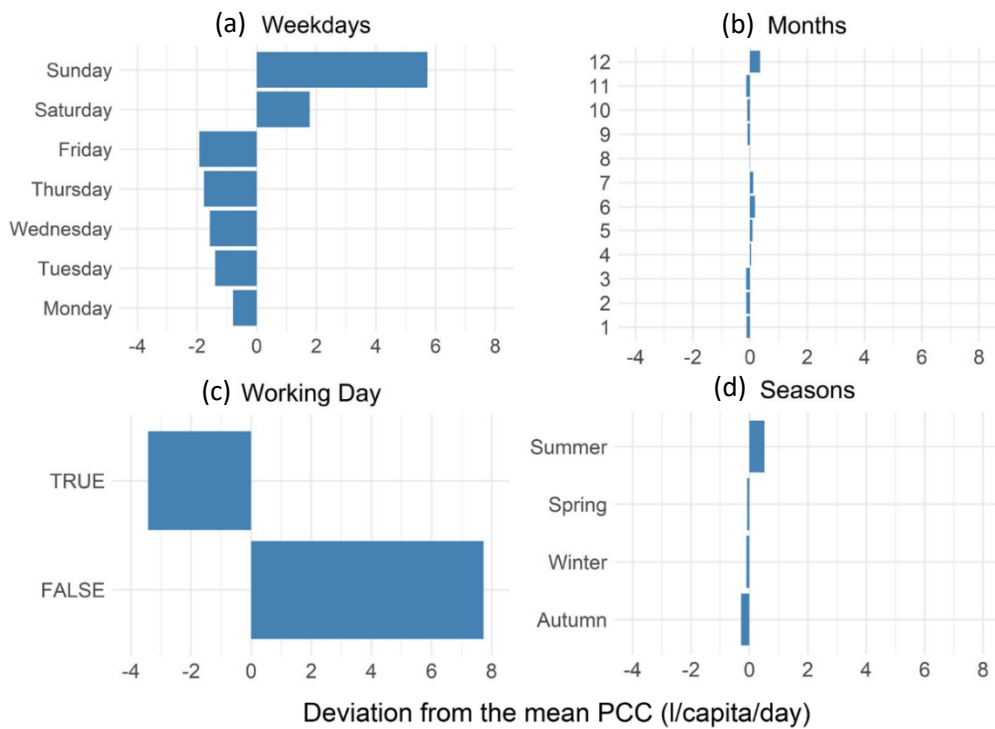 (a) Weekdays
Sunday
Saturday
Friday
Thursday
Wednesday
Tuesday
Monday
-4 -2 0 2 4 6 8
(b) Months
12
11
10
9
8
7
6
5
4
3
2
1
-4 -2 0 2 4 6 8
(c) Working Day
TRUE
FALSE
-4 -2 0 2 4 6 8
(d) Seasons
Summer
Spring
Winter
Autumn
-4 -2 0 2 4 6 8
Deviation from the mean PCC (l/capita/day)